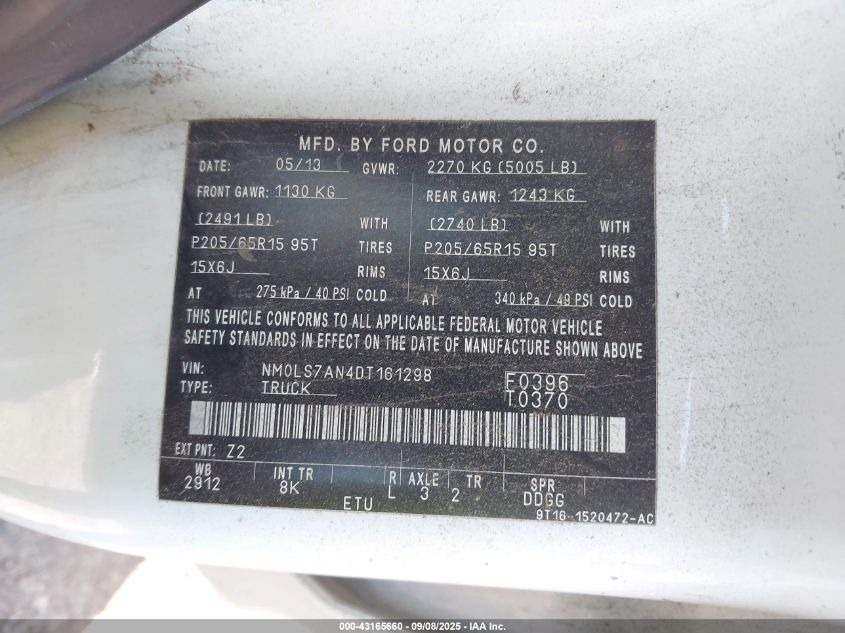 MFD. BY FORD MOTOR CO.
DATE: 05/13 GVWR: 2270 KG (5005 LB)
FRONT GAWR: 1130 KG REAR GAWR: 1243 KG
(2491 LB) WITH (2740 LB) WITH
P205/65R15 95T TIRES P205/65R15 95T TIRES
15X6J RIMS 15X6J RIMS
AT 275 kPa / 40 PSI COLD AT 340 kPa / 49 PSI COLD
THIS VEHICLE CONFORMS TO ALL APPLICABLE FEDERAL MOTOR VEHICLE
SAFETY STANDARDS IN EFFECT ON THE DATE OF MANUFACTURE SHOWN ABOVE
VIN: NM0LS7AN4DT161298 F0396
TYPE: TRUCK T0370
EXT PNT: Z2
WB INT TR R AXLE TR SPR
2912 8K L 3 2 DDGG
ETU 9T16-1520472-AC
000-43165660 - 09/08/2025 - IAA Inc.